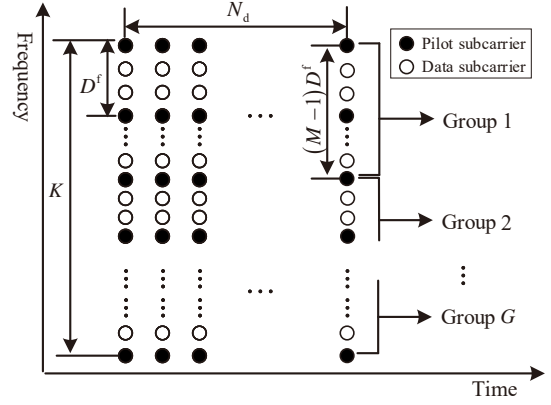 N_d
Frequency
D^f
K
(M − 1)D^f
Pilot subcarrier
Data subcarrier
Group 1
Group 2
Group G
Time